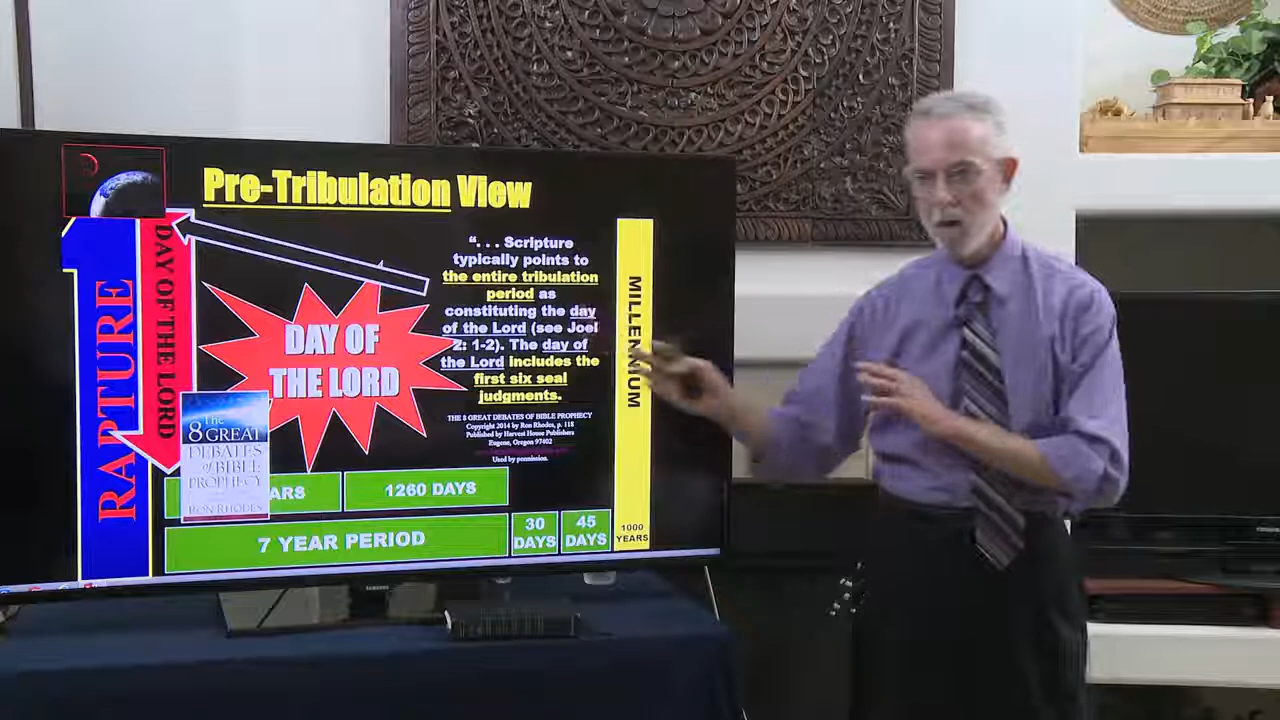 Pre-Tribulation View
RAPTURE
DAY OF THE LORD
DAY OF
THE LORD
“. . . Scripture
typically points to
the entire tribulation
period as
constituting the day
of the Lord (see Joel
2: 1-2). The day of
the Lord includes the
first six seal
judgments.
THE 8 GREAT DEBATES OF BIBLE PROPHECY
Copyright 2014 by Ron Rhodes, p. 118
Published by Harvest House Publishers
Eugene, Oregon 97402
Used by permission.
MILLENNIUM
1000
YEARS
The
8 GREAT
DEBATES
of BIBLE
PROPHECY
RON RHODES
ARS
1260 DAYS
7 YEAR PERIOD
30
DAYS
45
DAYS
SAMSUNG